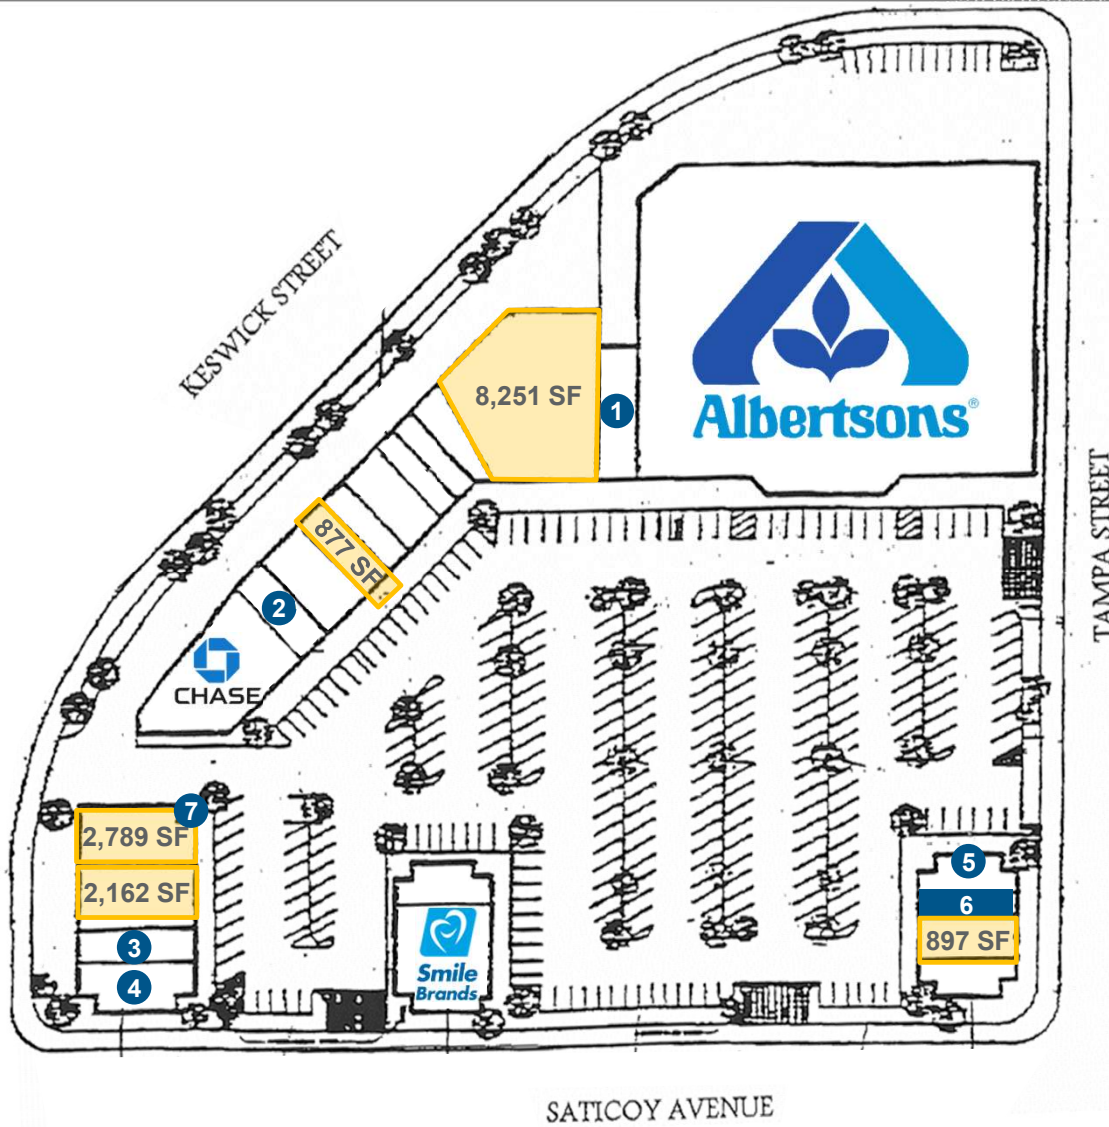 KESWICK STREET
Albertsons®
8,251 SF
1
TAMPA STREET
877 SF
2
CHASE
7
2,789 SF
2,162 SF
3
4
Smile
Brands
5
6
897 SF
SATICOY AVENUE